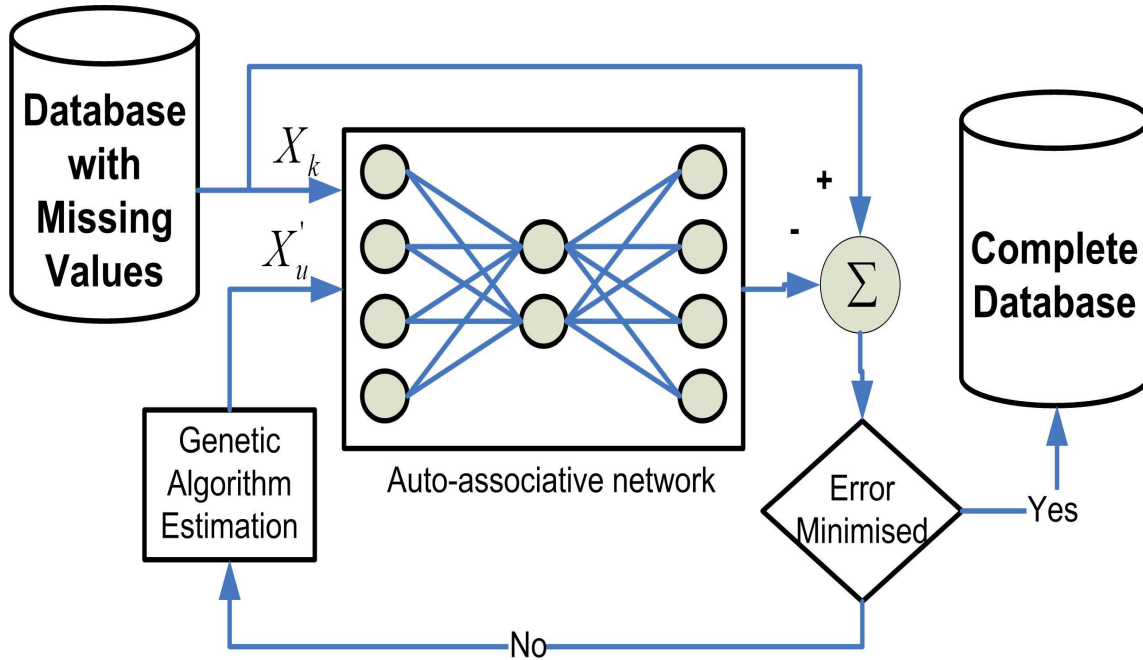 Database
with
Missing
Values
X_k
X'_u
Genetic
Algorithm
Estimation
Auto-associative network
+
-
Σ
Error
Minimised
Yes
No
Complete
Database